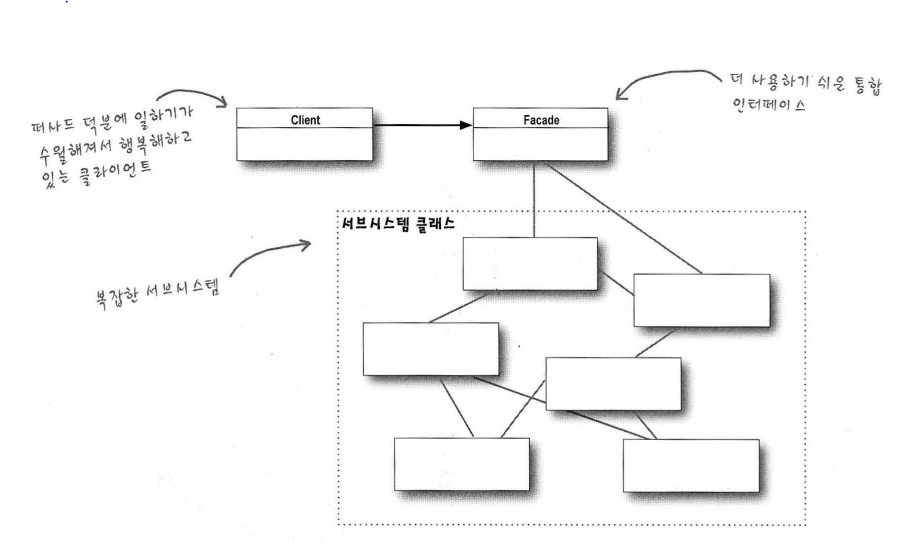 더 사용하기 쉬운 통합
인터페이스
퍼사드 덕분에 일하기가
수월해져서 행복해하고
있는 클라이언트
Client
Facade
서브시스템 클래스
복잡한 서브시스템